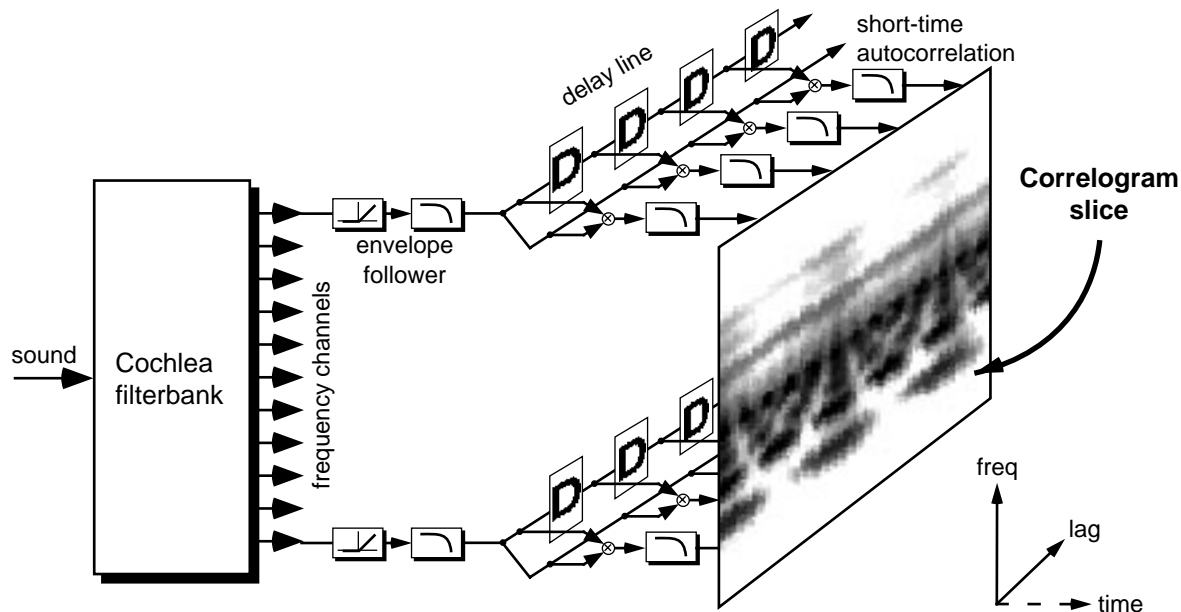 short-time
autocorrelation
delay line
D
D
D
D
Correlogram
slice
envelope
follower
frequency channels
sound
Cochlea
filterbank
D
D
D
freq
lag
time